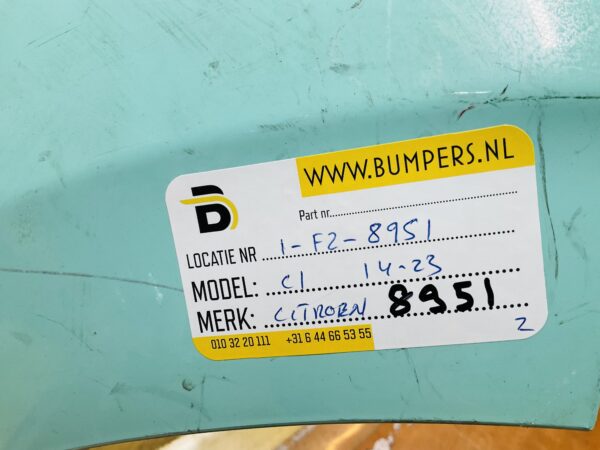 WWW.BUMPERS.NL
B
Part nr.
LOCATIE NR 1-F2-8951
MODEL: C1 14-23
MERK: CITROEN 8951
010 32 20 111 +31 6 44 66 53 55
2